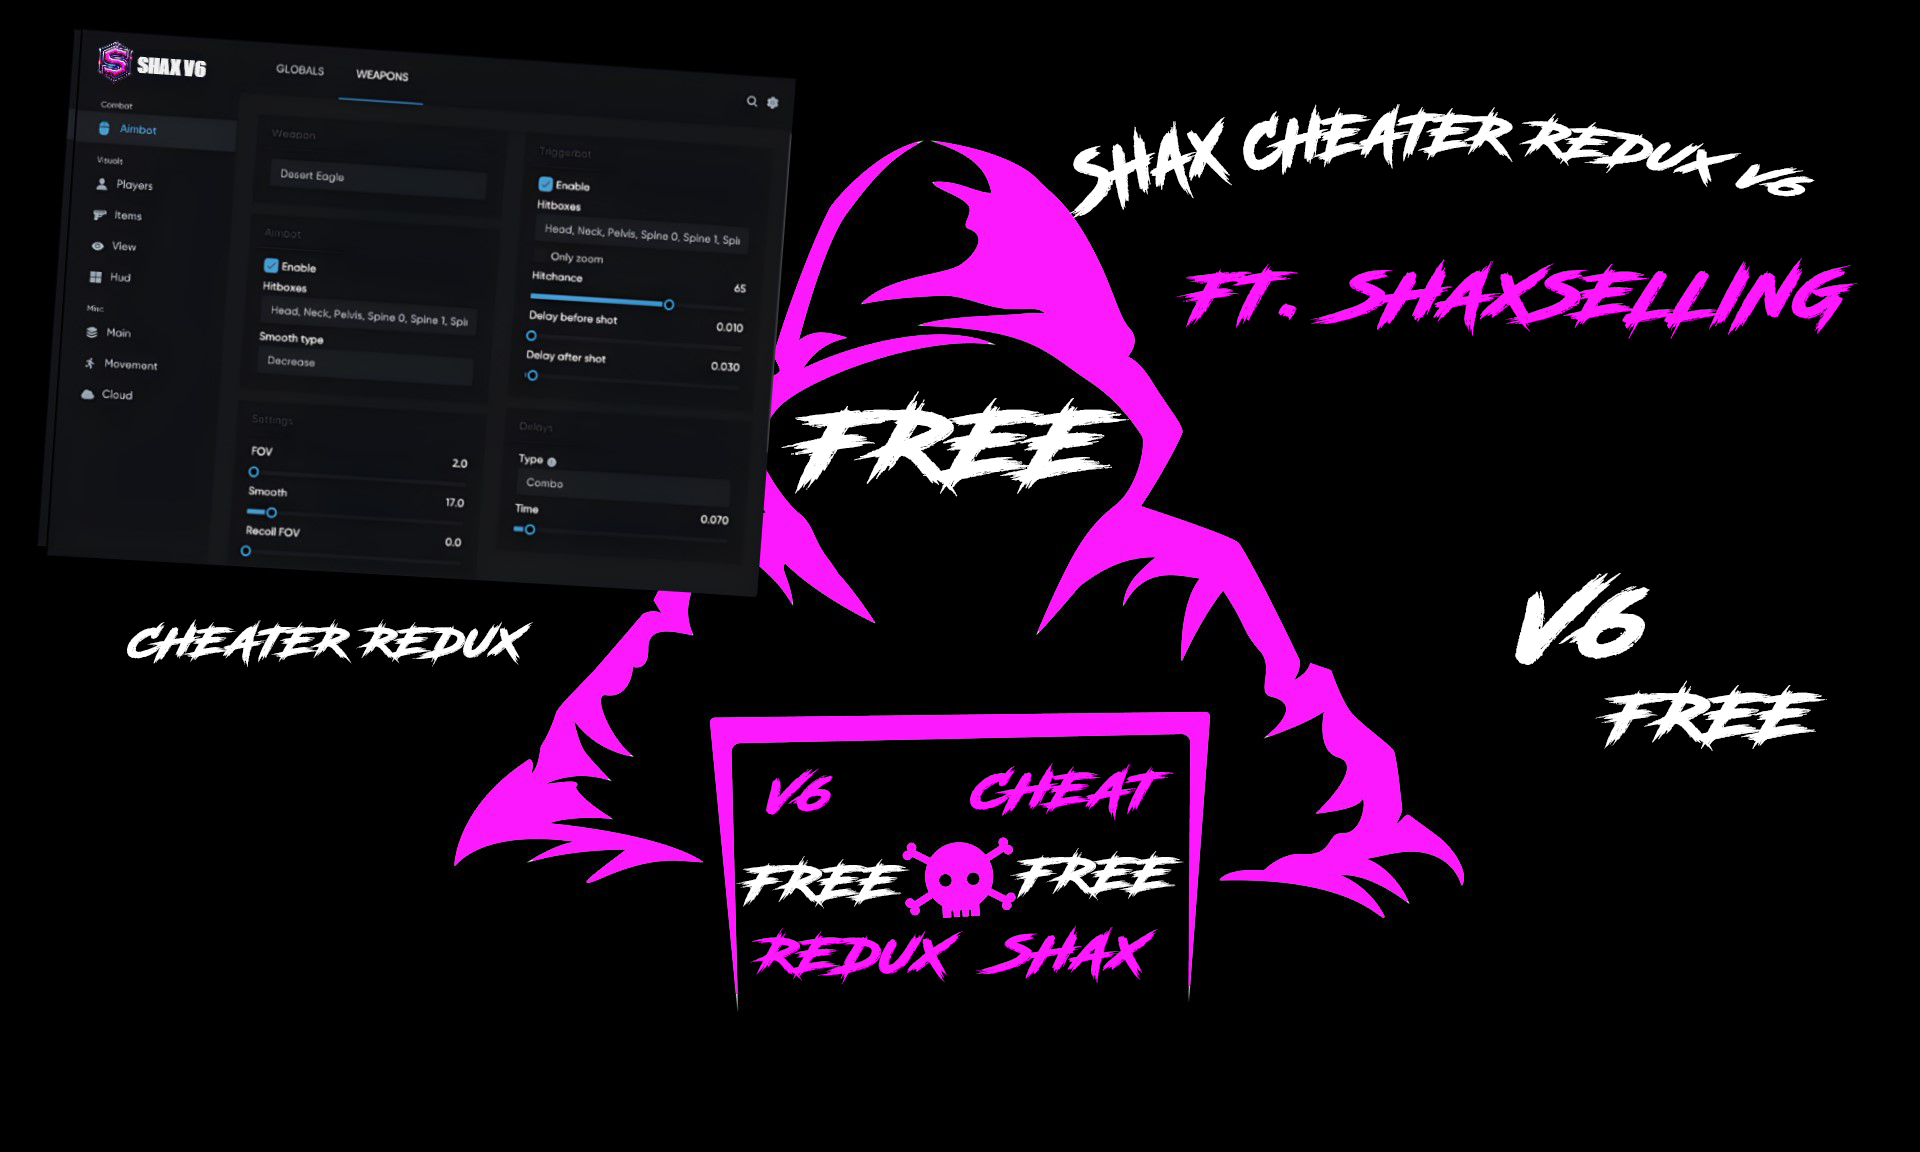 SHAX V6
GLOBALS WEAPONS
Combat
Aimbot
Visuals
Players
Items
View
Hud
Misc
Main
Movement
Cloud
Weapon
Desert Eagle
Aimbot
Enable
Hitboxes
Head, Neck, Pelvis, Spine 0, Spine 1, Spi
Smooth type
Decrease
Settings
FOV 2.0
Smooth 17.0
Recoil FOV 0.0
Triggerbot
Enable
Hitboxes
Head, Neck, Pelvis, Spine 0, Spine 1, Spi
Only zoom
Hitchance 65
Delay before shot 0.010
Delay after shot 0.030
Delays
Type
Combo
Time 0.070
SHAX CHEATER REDUX V6
FT. SHAXSELLING
FREE
CHEATER REDUX
V6
FREE
V6 CHEAT
FREE FREE
REDUX SHAX